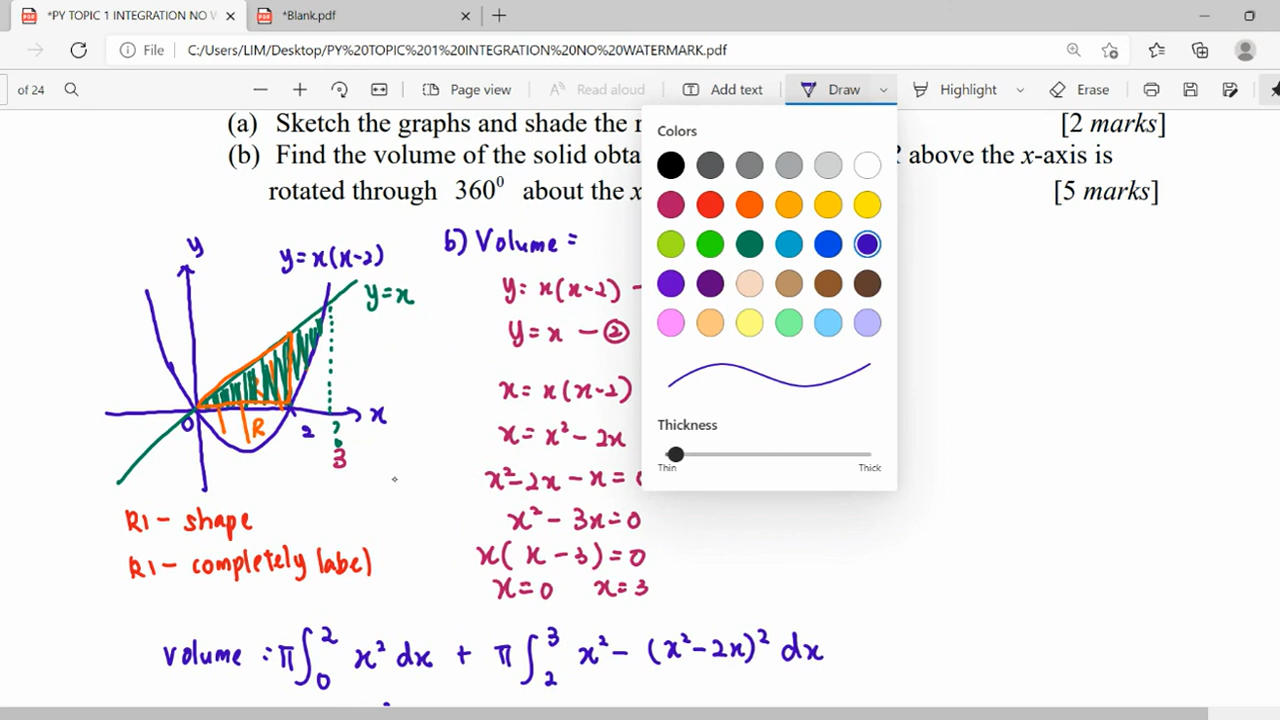 *PY TOPIC 1 INTEGRATION NO W
*Blank.pdf
File C:/Users/LIM/Desktop/PY%20TOPIC%201%20INTEGRATION%20NO%20WATERMARK.pdf
of 24 Page view Read aloud Add text Draw Highlight Erase
(a) Sketch the graphs and shade the r [2 marks]
(b) Find the volume of the solid obta R above the x-axis is
rotated through 360⁰ about the x [5 marks]
Colors
Thickness
Thin Thick
y
y=x(x-2)
y=x
x
0
R
2
?
3
R1 - shape
R1 - completely label
b) Volume =
y= x(x-2) -
y= x - ②
x= x(x-2)
x= x²- 2x
x²-2x - x = 0
x² - 3x=0
x( x-3)=0
x=0 x=3
Volume : π∫₀² x² dx + π∫₂³ x² - (x²-2x)² dx